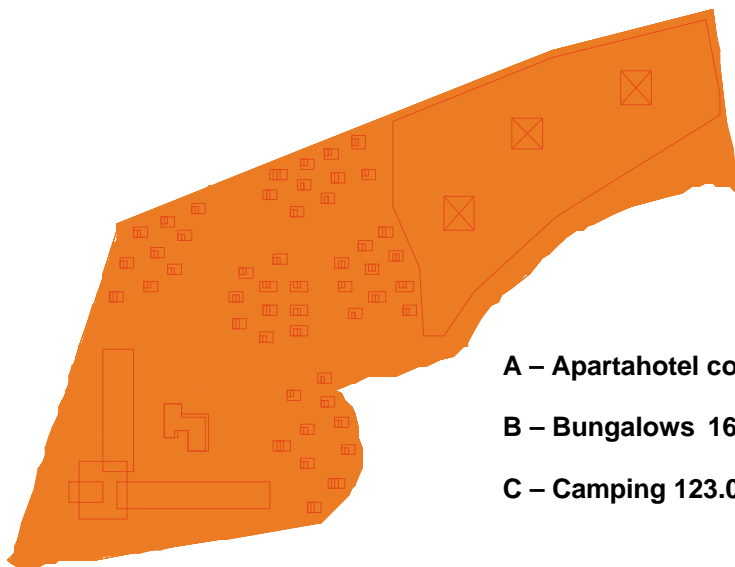 A – Apartahotel co
B – Bungalows 16
C – Camping 123.0